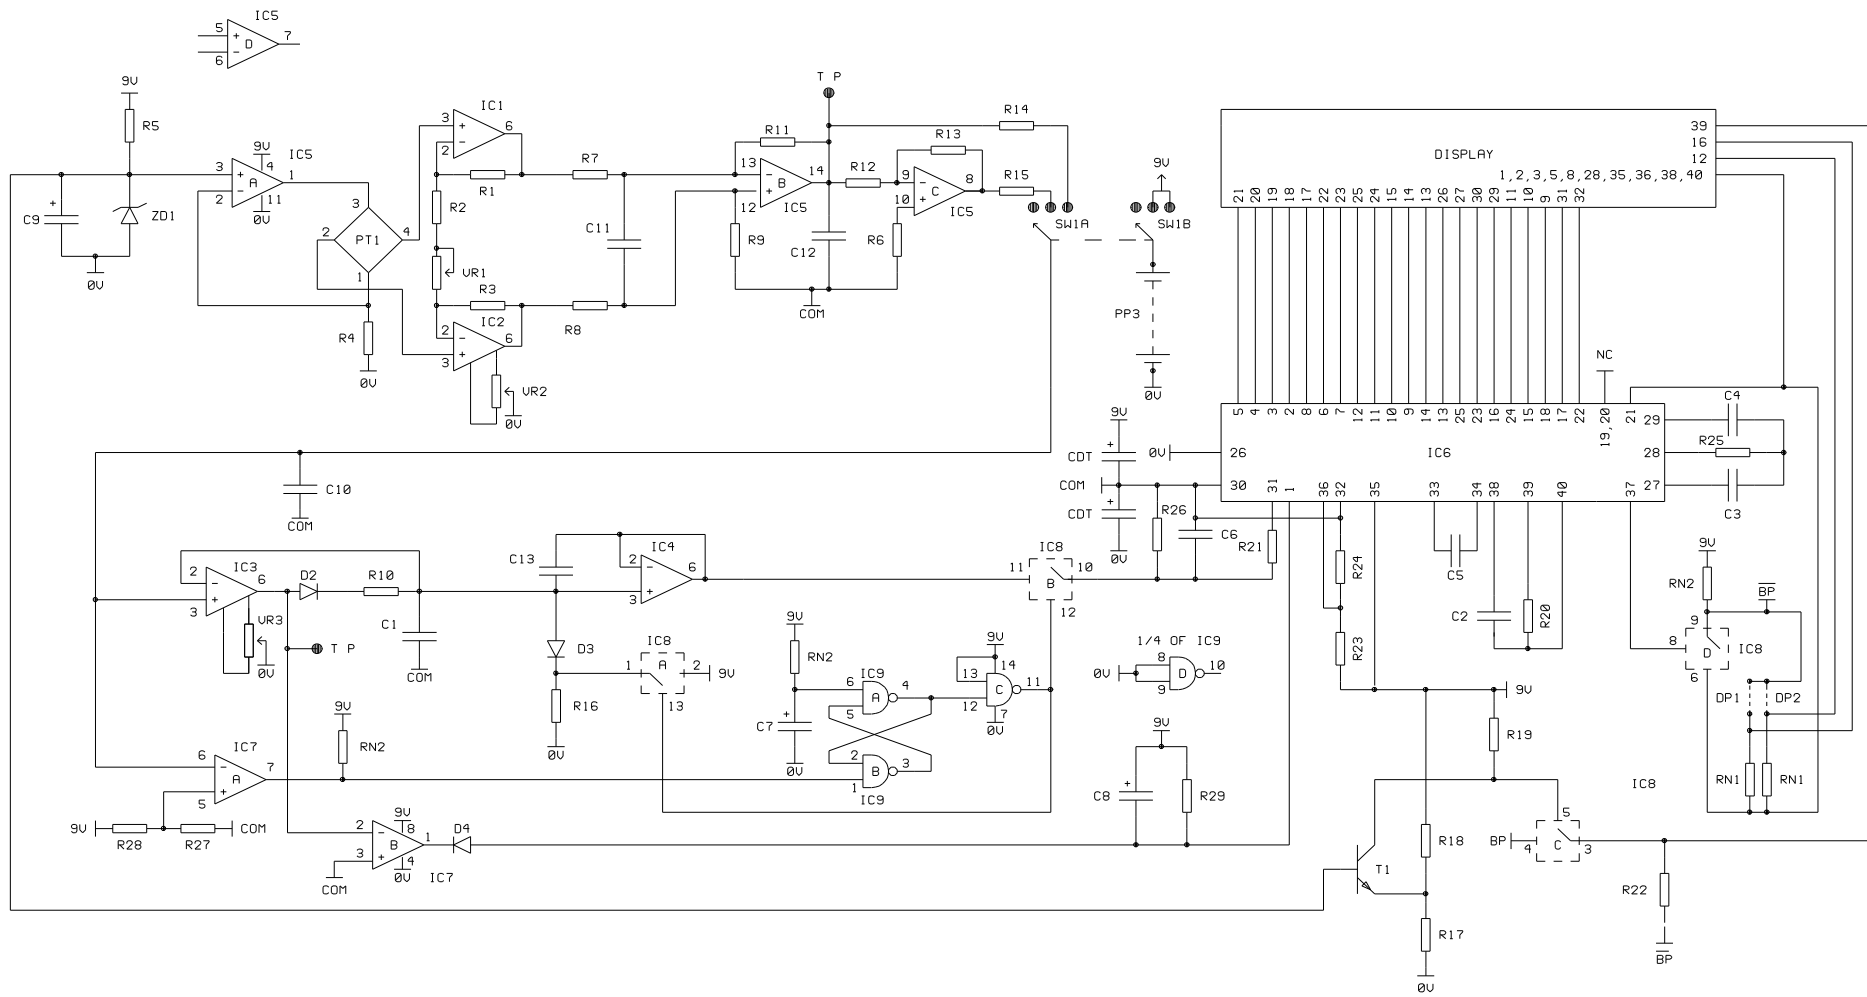 IC5
5 + D 7
6 −
9V
R5
C9 +
ZD1
0V
3 + A 9V 4 IC5 1
2 − 0V 11
3
2 PT1 4
1
R4
0V
3 + IC1 6
2 −
R1
R2
VR1
R3
2 − IC2 6
3 +
VR2
0V
R7
R8
C11
T P
R11
13 − B 14
12 + IC5
R9
C12
COM
R12
R13
9 − C 8
10 + IC5
R6
R14
R15
SW1A
9V
SW1B
PP3
0V
DISPLAY
39
16
12
1,2,3,5,8,28,35,36,38,40
21 20 19 18 17 22 23 25 24 15 14 13 26 27 30 29 11 10 9 31 32
NC
5 4 3 2 8 6 7 12 11 10 9 14 13 25 23 16 24 15 18 17 22 19,20 21
IC6
26
30
31 1 36 32 35 33 34 38 39 40 37
29
28
27
C4
R25
C3
9V
+
CDT
0V
COM
+
CDT
0V
R26
C6
R21
R24
R23
C5
C2
R20
C10
COM
2 − IC3 6
3 +
VR3
0V
D2
R10
T P
C1
COM
C13
2 − IC4 6
3 +
D3
R16
0V
IC8
1 A 2 9V
13
IC8
11 B 10
12
9V
RN2
+
C7
0V
IC9
6 A 4
5
2 B 3
1
IC9
9V
13 14
C 11
12 7
0V
1/4 OF IC9
0V 8 D 10
9
9V
RN2
6 − IC7
A 7
5 +
9V R28 R27 COM
9V
2 − 8
B 1
3 + 4
COM 0V IC7
D4
9V
+
C8
R29
9V
R19
R18
T1
R17
0V
IC8
5
BP 4 C 3
R22
BP
9V
RN2
BP
9
8 D IC8
6
DP1 DP2
RN1 RN1